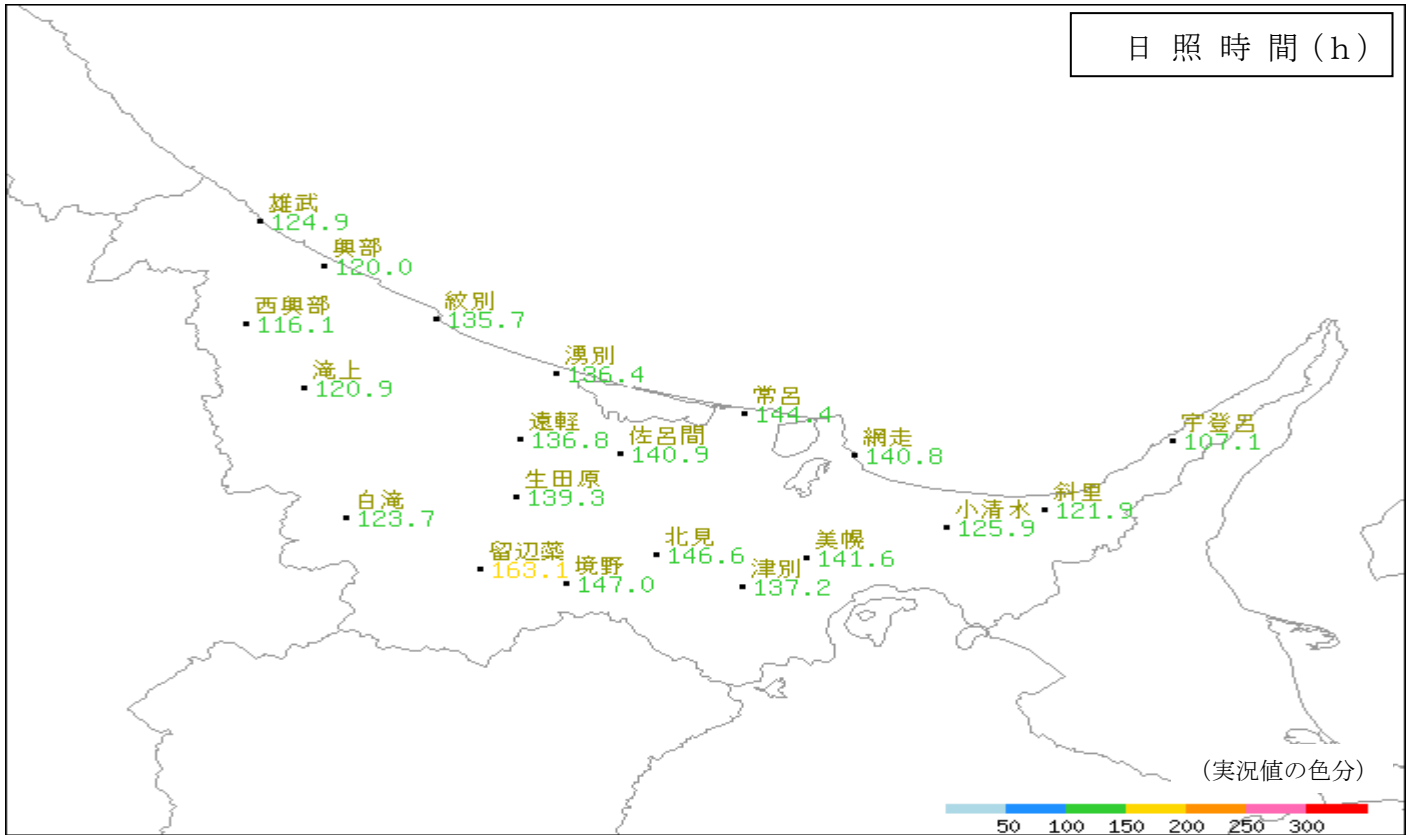 日照時間(h)
雄武
124.9
興部
120.0
西興部
116.1
紋別
135.7
滝上
120.9
湧別
136.4
常呂
144.4
遠軽
136.8
佐呂間
140.9
網走
140.8
宇登呂
107.1
生田原
139.3
白滝
123.7
小清水
125.9
斜里
121.9
留辺蘂
163.1
境野
147.0
北見
146.6
津別
137.2
美幌
141.6
(実況値の色分)
50 100 150 200 250 300